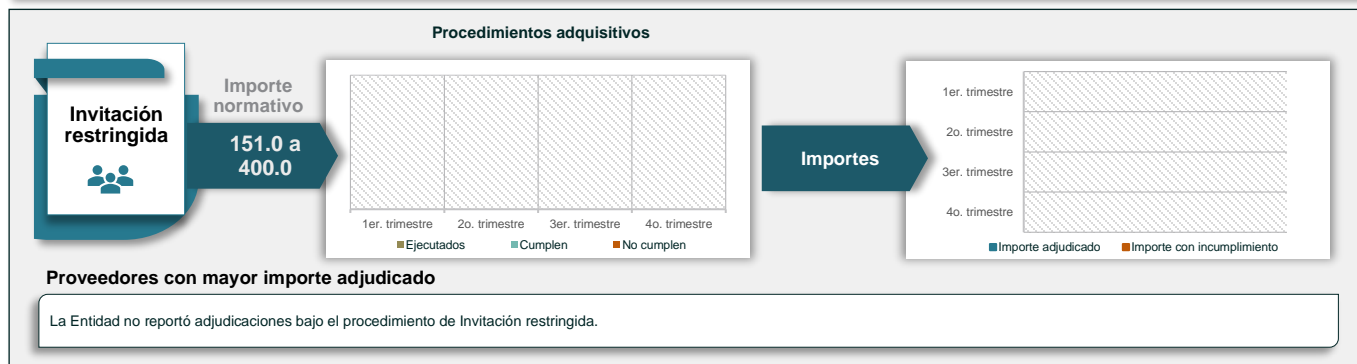 Procedimientos adquisitivos
Invitación
restringida
Importe
normativo
151.0 a
400.0
1er. trimestre
2o. trimestre
3er. trimestre
4o. trimestre
Ejecutados
Cumplen
No cumplen
Importes
1er. trimestre
2o. trimestre
3er. trimestre
4o. trimestre
Importe adjudicado
Importe con incumplimiento
Proveedores con mayor importe adjudicado
La Entidad no reportó adjudicaciones bajo el procedimiento de Invitación restringida.